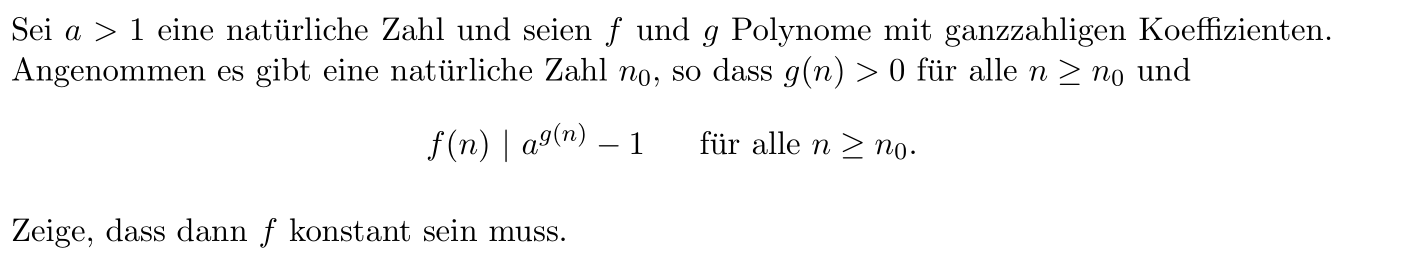 Sei a > 1 eine natürliche Zahl und seien f und g Polynome mit ganzzahligen Koeffizienten.
Angenommen es gibt eine natürliche Zahl n₀, so dass g(n) > 0 für alle n ≥ n₀ und
f(n) | a^{g(n)} − 1 für alle n ≥ n₀.
Zeige, dass dann f konstant sein muss.